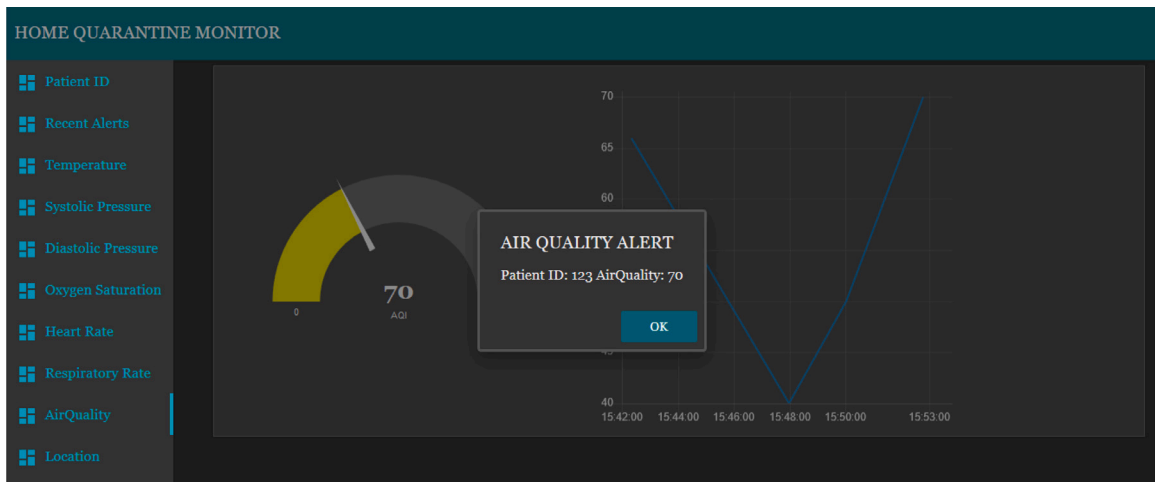 HOME QUARANTINE MONITOR
Patient ID
Recent Alerts
Temperature
Systolic Pressure
Diastolic Pressure
Oxygen Saturation
Heart Rate
Respiratory Rate
AirQuality
Location
70
AQI
0
70
65
60
45
40
15:42:00 15:44:00 15:46:00 15:48:00 15:50:00 15:53:00
AIR QUALITY ALERT
Patient ID: 123 AirQuality: 70
OK